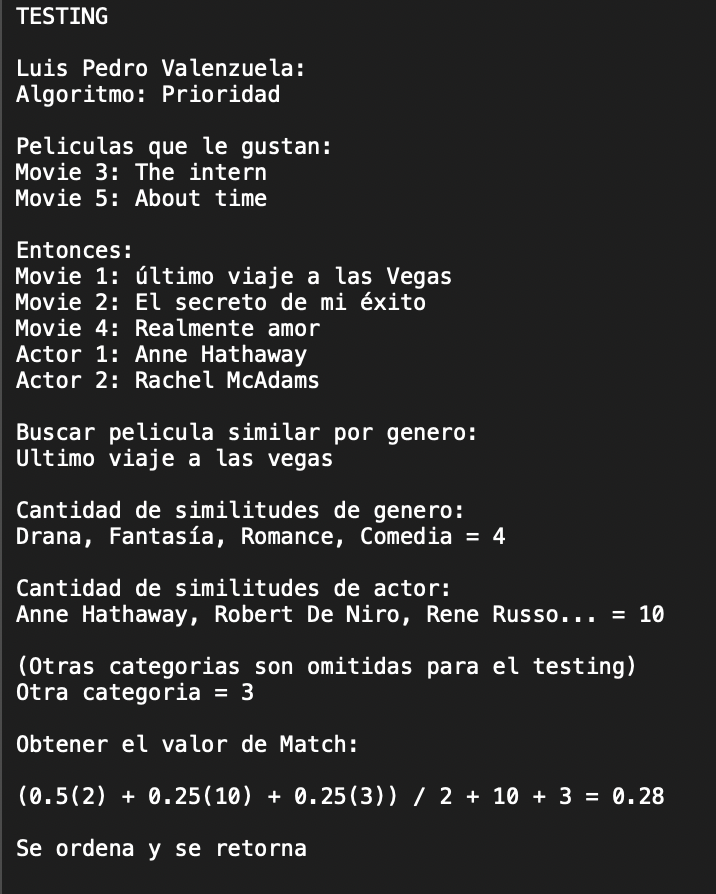 TESTING
Luis Pedro Valenzuela:
Algoritmo: Prioridad
Peliculas que le gustan:
Movie 3: The intern
Movie 5: About time
Entonces:
Movie 1: último viaje a las Vegas
Movie 2: El secreto de mi éxito
Movie 4: Realmente amor
Actor 1: Anne Hathaway
Actor 2: Rachel McAdams
Buscar pelicula similar por genero:
Ultimo viaje a las vegas
Cantidad de similitudes de genero:
Drana, Fantasía, Romance, Comedia = 4
Cantidad de similitudes de actor:
Anne Hathaway, Robert De Niro, Rene Russo... = 10
(Otras categorias son omitidas para el testing)
Otra categoria = 3
Obtener el valor de Match:
(0.5(2) + 0.25(10) + 0.25(3)) / 2 + 10 + 3 = 0.28
Se ordena y se retorna